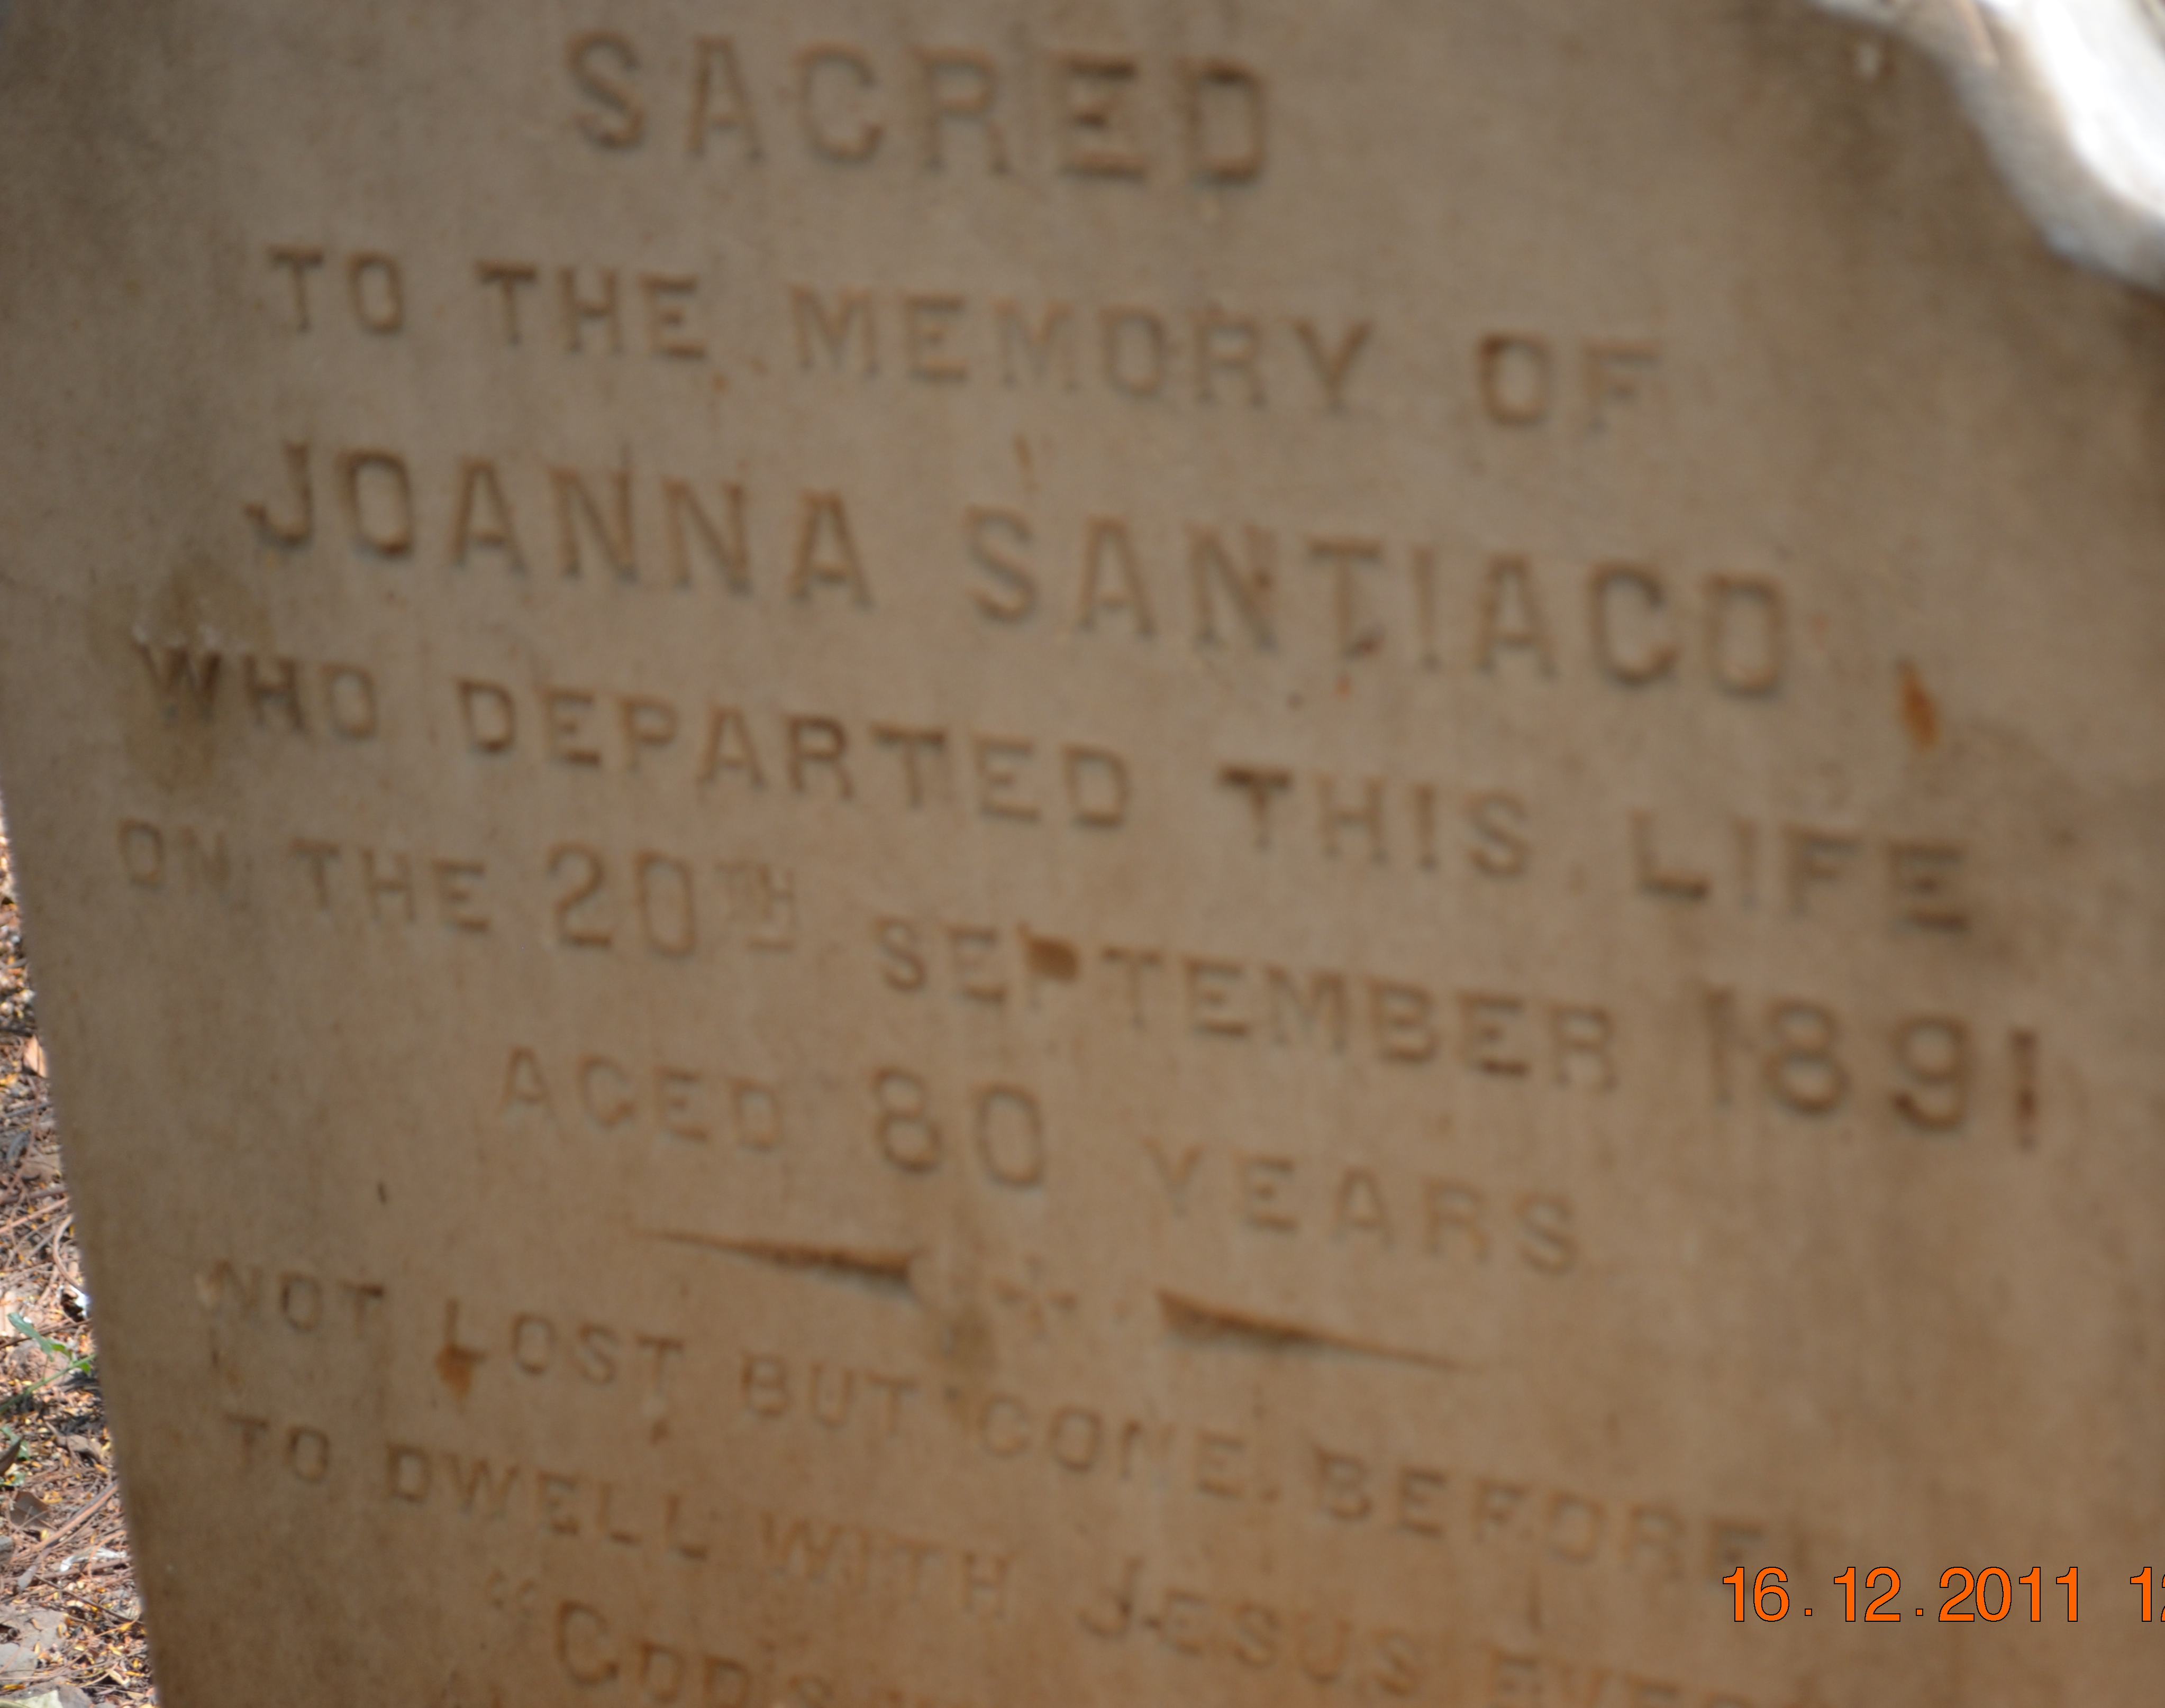 SACRED
TO THE MEMORY OF
JOANNA SANTIAGO
WHO DEPARTED THIS LIFE
ON THE 20TH SEPTEMBER 1891
AGED 80 YEARS
NOT LOST BUT GONE BEFORE
TO DWELL WITH JESUS
16.12.2011